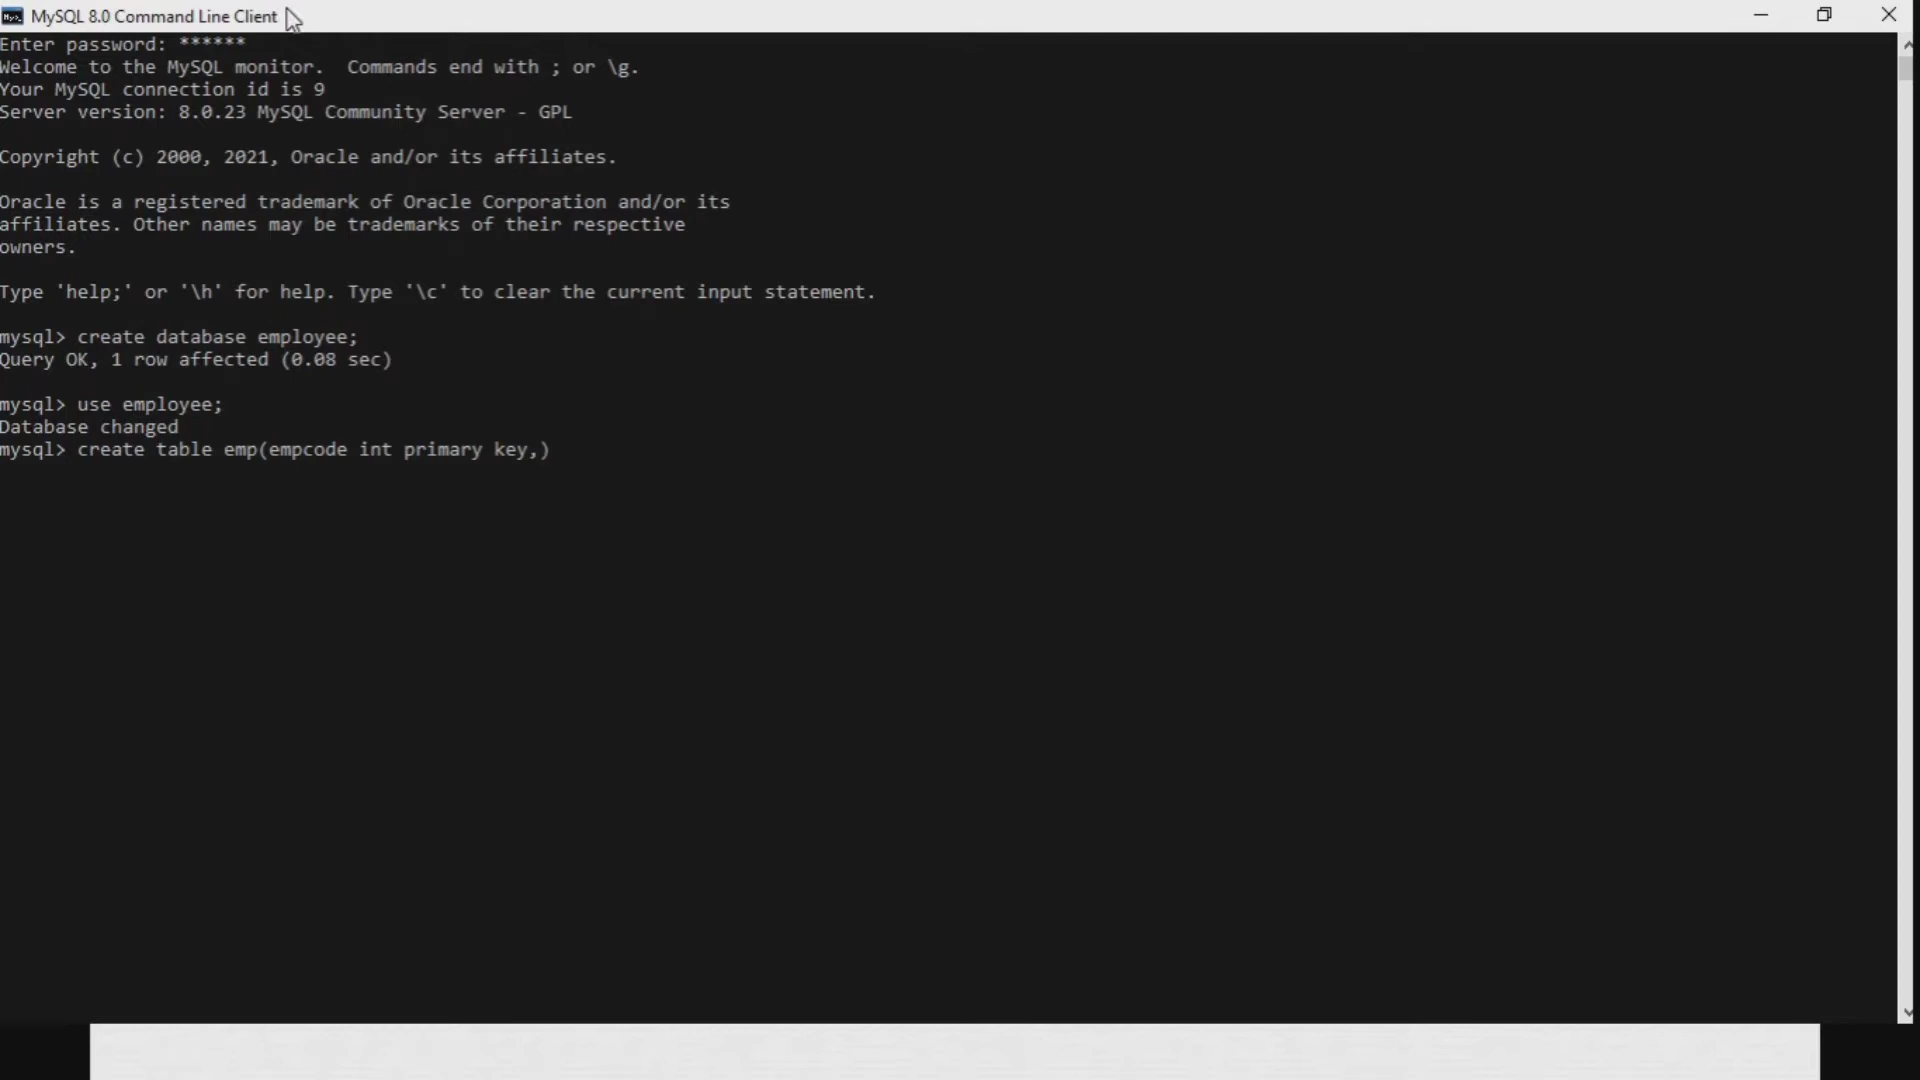 MySQL 8.0 Command Line Client
Enter password: ******
Welcome to the MySQL monitor.  Commands end with ; or \g.
Your MySQL connection id is 9
Server version: 8.0.23 MySQL Community Server - GPL
Copyright (c) 2000, 2021, Oracle and/or its affiliates.
Oracle is a registered trademark of Oracle Corporation and/or its
affiliates. Other names may be trademarks of their respective
owners.
Type 'help;' or '\h' for help. Type '\c' to clear the current input statement.
mysql> create database employee;
Query OK, 1 row affected (0.08 sec)
mysql> use employee;
Database changed
mysql> create table emp(empcode int primary key,)